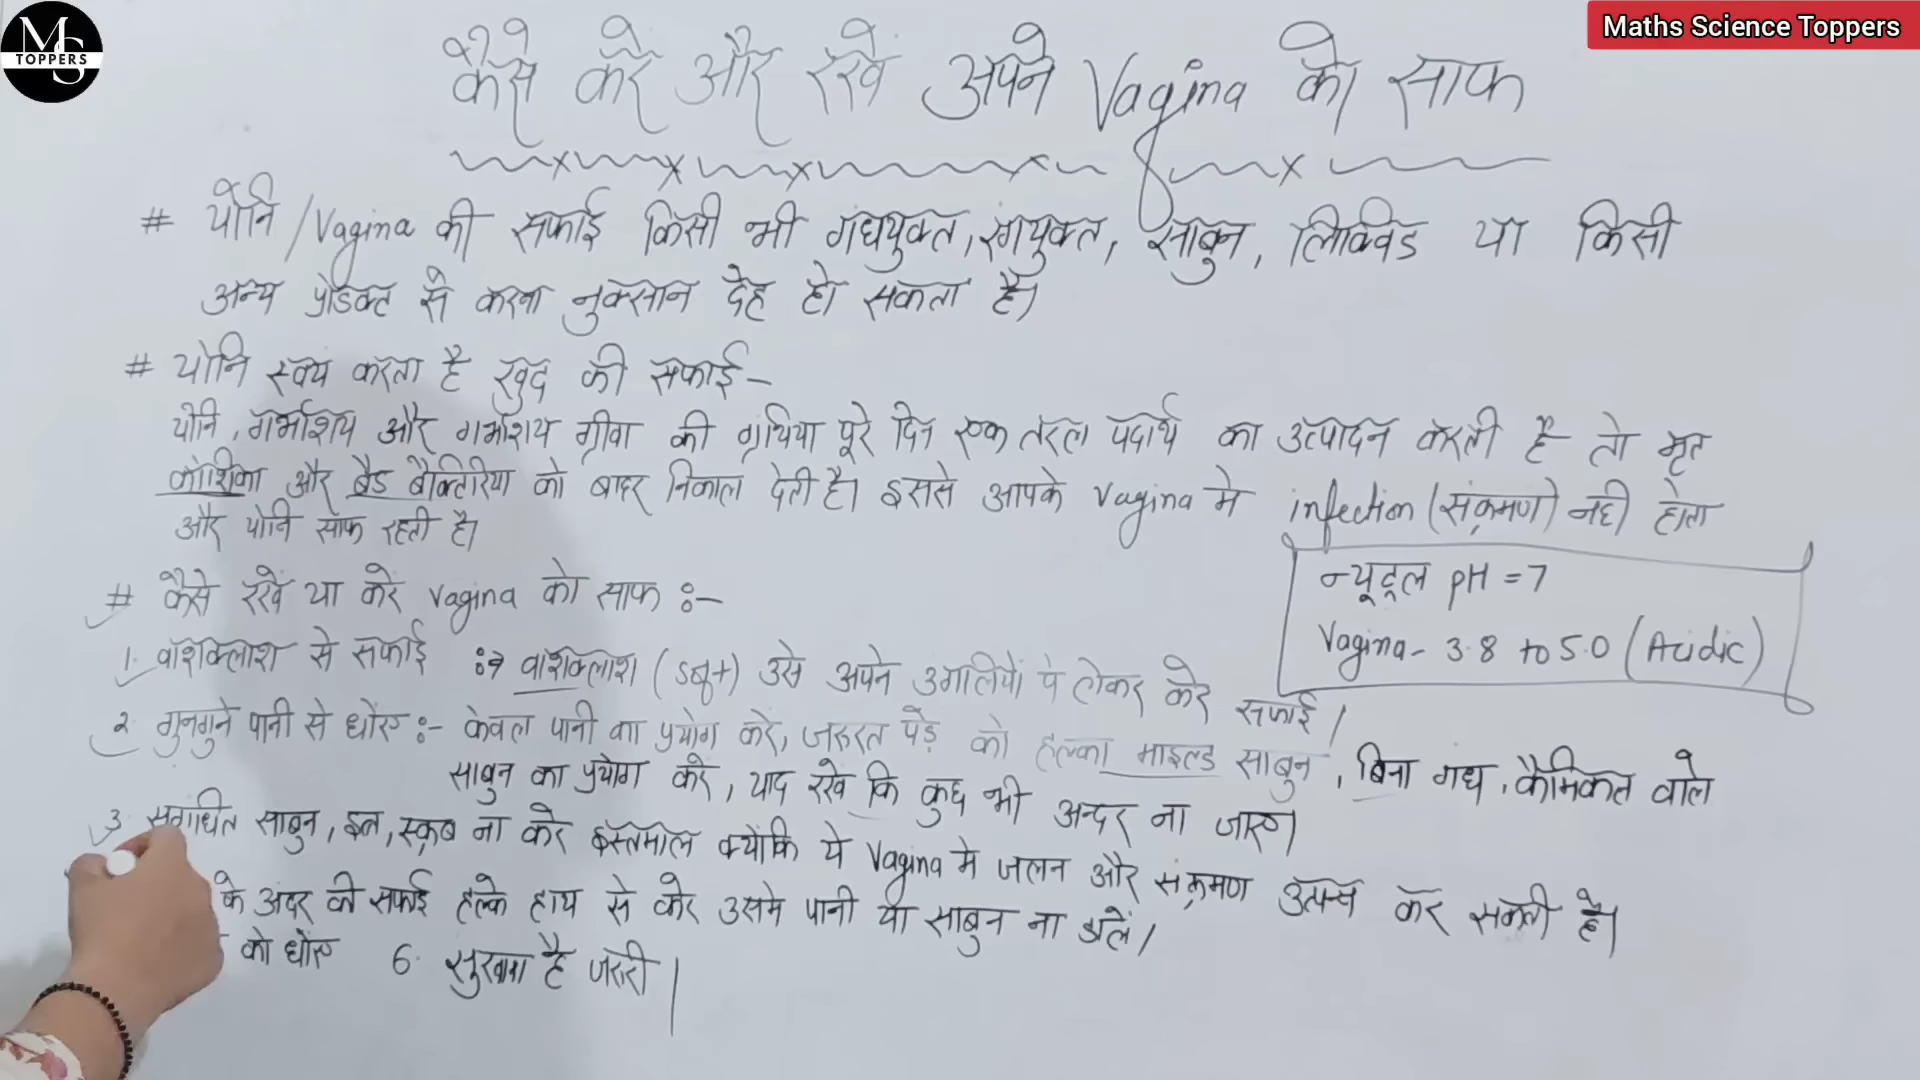 MS
TOPPERS
Maths Science Toppers
कैसे करें और रखें अपने Vagina को साफ
# योनि /Vagina की सफाई किसी भी गंधयुक्त, रंगयुक्त, साबुन, लिक्विड या किसी
अन्य प्रोडक्ट से करना नुकसान देह हो सकता है।
# योनि स्वयं करता है खुद की सफाई –
योनि, गर्भाशय और गर्भाशय ग्रीवा की ग्रंथिया पूरे दिन एक तरल पदार्थ का उत्पादन करती है तो मृत
कोशिका और बैड बैक्टिरिया को बाहर निकाल देती है। इससे आपके Vagina मे infection (संक्रमण) नही होता
और योनि साफ रहती है।
न्यूट्रल pH = 7
Vagina - 3.8 to 5.0 (Acidic)
# कैसे रखें या करें Vagina को साफ :–
1. वॉशक्लाथ से सफाई :→ वॉशक्लाथ उसे अपने उंगलियों पे लेकर करें सफाई।
2. गुनगुने पानी से धोंए :- केवल पानी का प्रयोग करें, जरूरत पड़े को हल्का माइल्ड साबुन, बिना गंध, कैमिकल वाले
साबुन का प्रयोग करें, याद रखें कि कुछ भी अन्दर ना जाए।
3. सुगंधित साबुन, इत्र, स्क्रब ना करें इस्तेमाल क्योंकि ये Vagina मे जलन और संक्रमण उत्पन्न कर सकती है।
के अंदर की सफाई हल्के हाथ से करें उसमे पानी या साबुन ना डालें।
को धोंए 6. सुखाना है जरूरी।